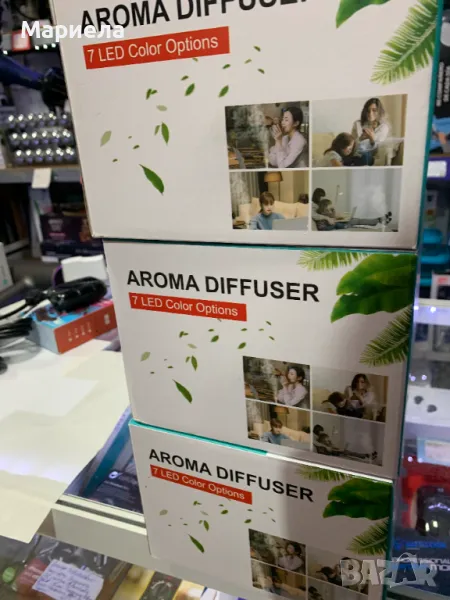 Мариела
AROMA DIFFUSER
7 LED Color Options
AROMA DIFFUSER
7 LED Color Options
AROMA DIFFUSER
7 LED Color Options
BAZAR